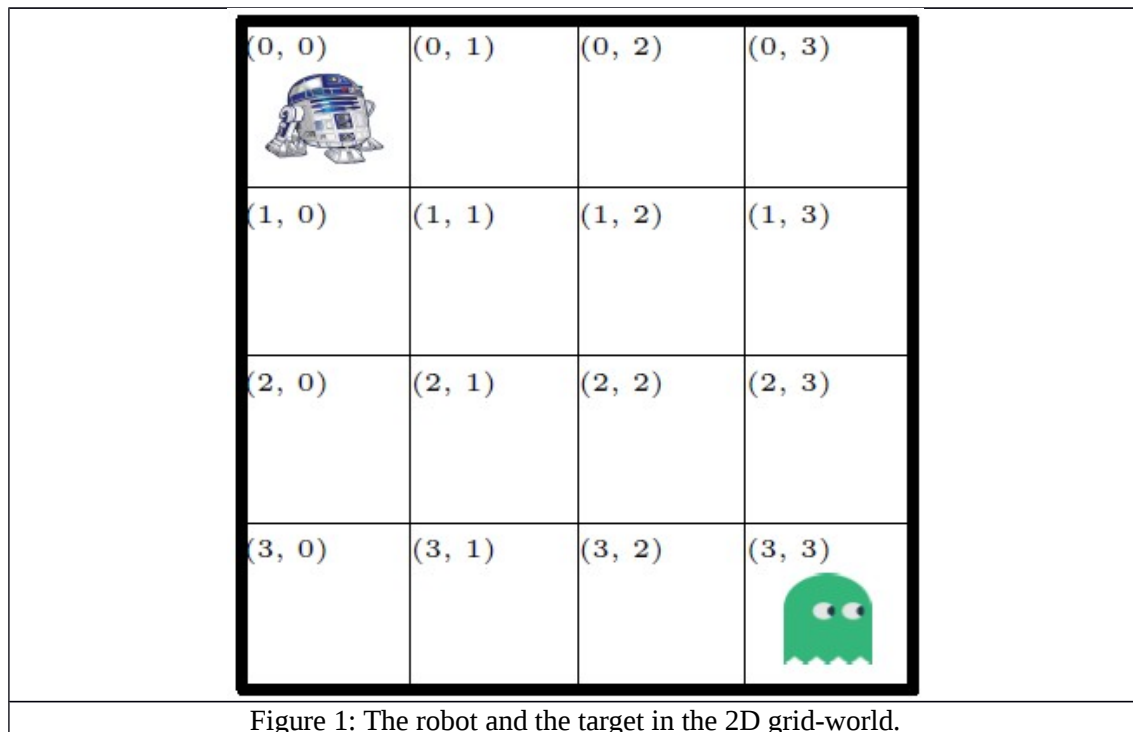 (0, 0) (0, 1) (0, 2) (0, 3)
(1, 0) (1, 1) (1, 2) (1, 3)
(2, 0) (2, 1) (2, 2) (2, 3)
(3, 0) (3, 1) (3, 2) (3, 3)
Figure 1: The robot and the target in the 2D grid-world.